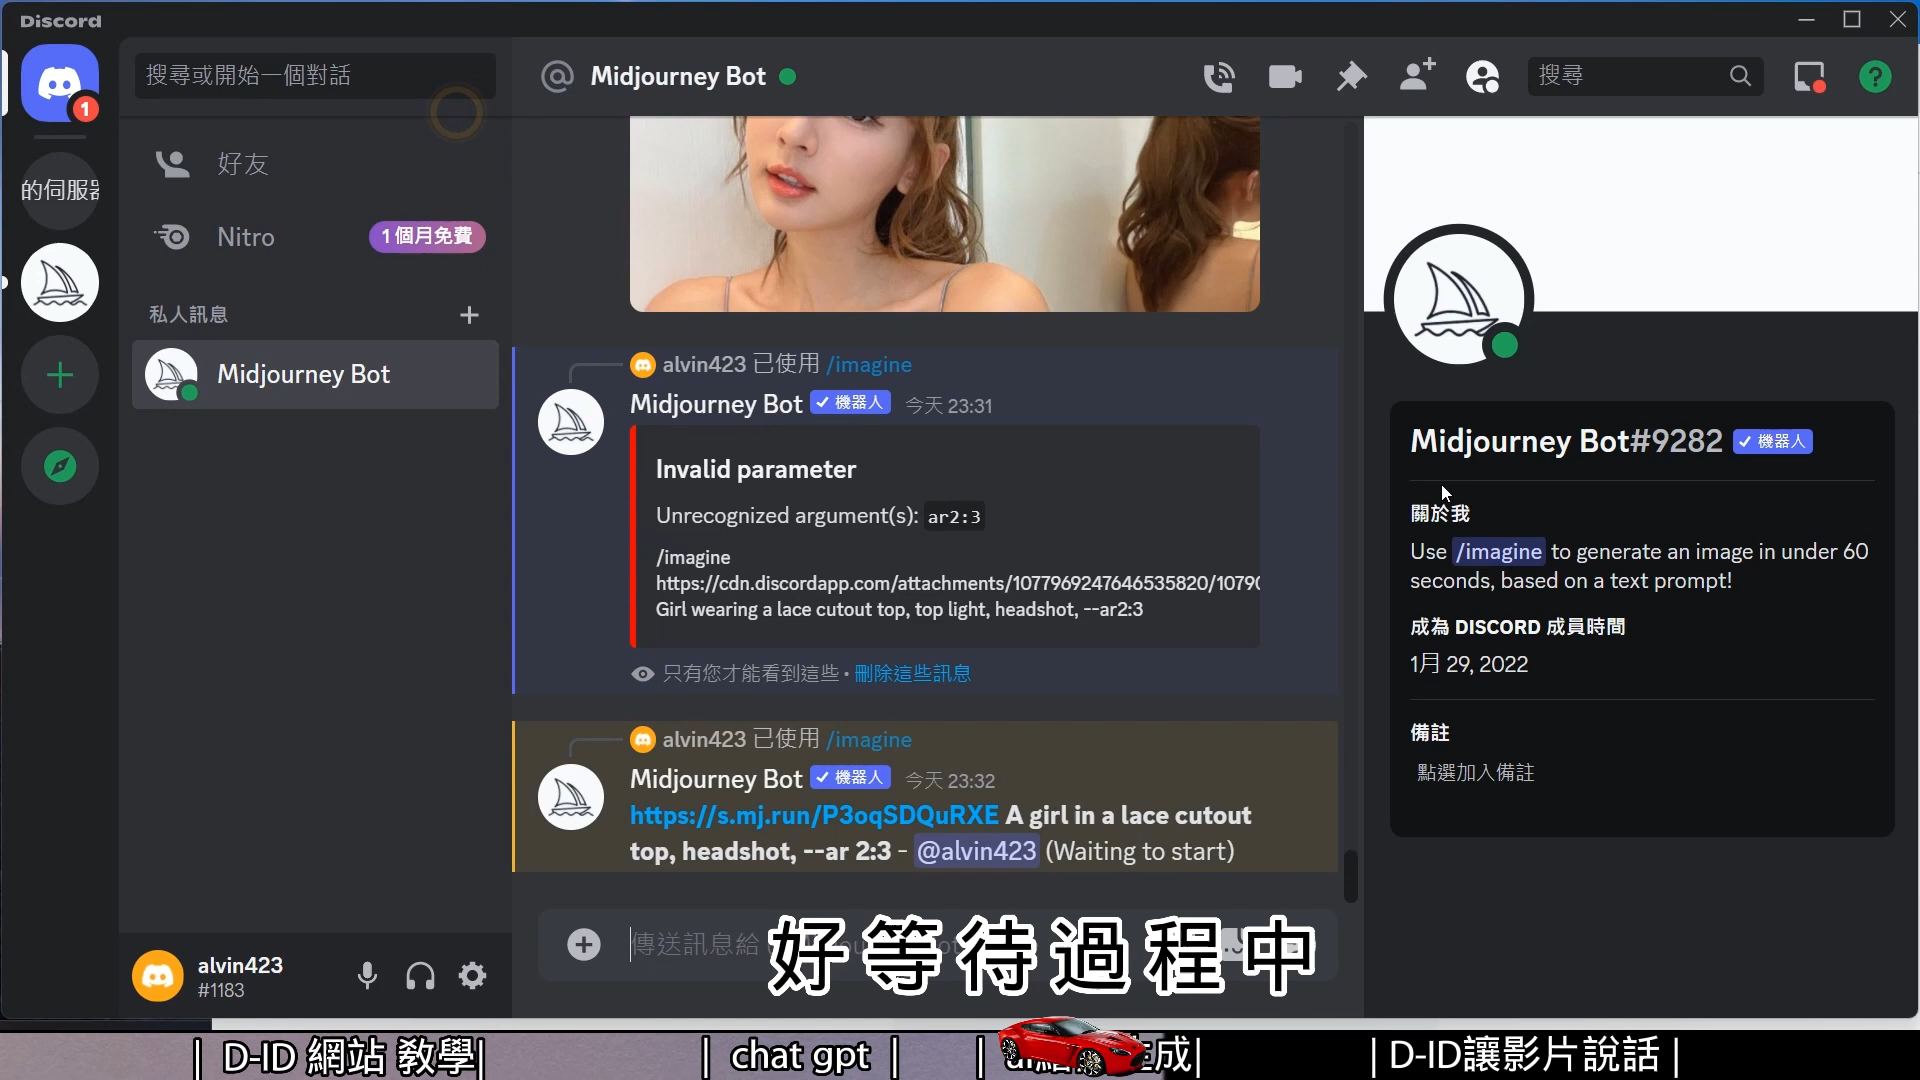 Discord
搜尋或開始一個對話
Midjourney Bot
搜尋
?
1
的伺服器
好友
Nitro
1 個月免費
私人訊息
Midjourney Bot
alvin423 已使用 /imagine
Midjourney Bot 機器人 今天 23:31
Invalid parameter
Unrecognized argument(s): ar2:3
/imagine
https://cdn.discordapp.com/attachments/1077969247646535820/1079
Girl wearing a lace cutout top, top light, headshot, --ar2:3
只有您才能看到這些 • 刪除這些訊息
alvin423 已使用 /imagine
Midjourney Bot 機器人 今天 23:32
https://s.mj.run/P3oqSDQuRXE A girl in a lace cutout
top, headshot, --ar 2:3 - @alvin423 (Waiting to start)
傳送訊息給
好等待過程中
Midjourney Bot#9282 機器人
關於我
Use /imagine to generate an image in under 60
seconds, based on a text prompt!
成為 DISCORD 成員時間
1月 29, 2022
備註
點選加入備註
alvin423
#1183
| D-ID 網站 教學| | chat gpt | | 成| | D-ID讓影片說話 |